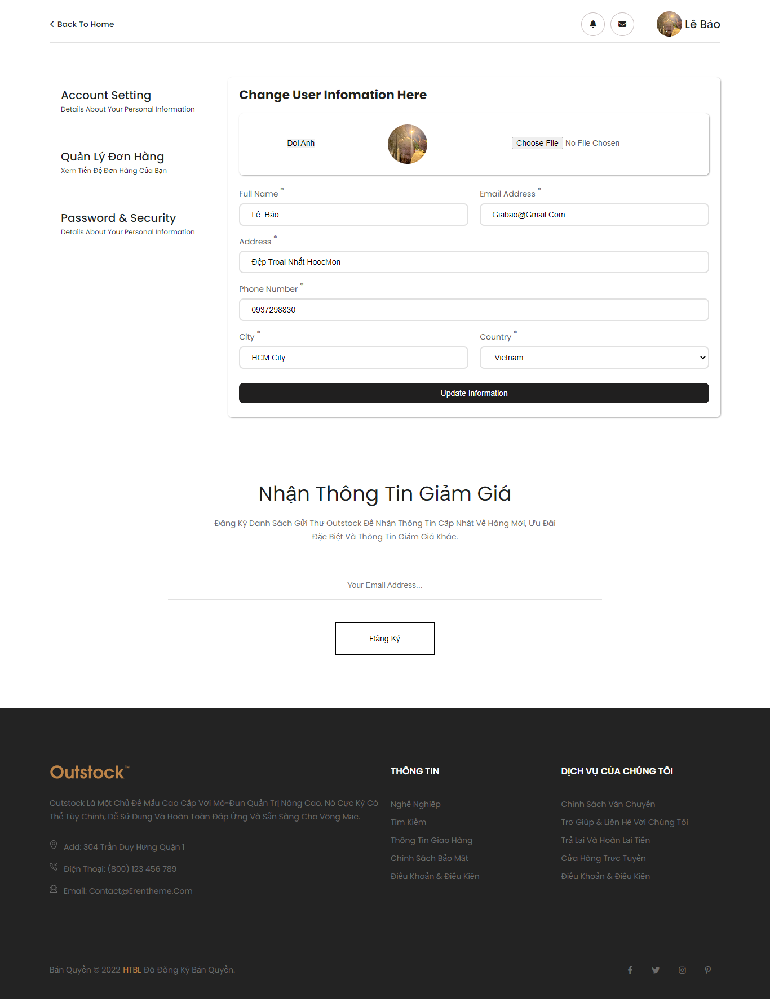 Back To Home
Lê Bảo
Account Setting
Details About Your Personal Information
Quản Lý Đơn Hàng
Xem Tiến Độ Đơn Hàng Của Bạn
Password & Security
Details About Your Personal Information
Change User Infomation Here
Doi Anh
Choose File No File Chosen
Full Name *
Email Address *
Lê  Bảo
Giabao@Gmail.Com
Address *
Đệp Troai Nhất HoocMon
Phone Number *
0937298830
City *
Country *
HCM City
Vietnam
Update Information
Nhận Thông Tin Giảm Giá
Đăng Ký Danh Sách Gửi Thư Outstock Để Nhận Thông Tin Cập Nhật Về Hàng Mới, Ưu Đãi
Đặc Biệt Và Thông Tin Giảm Giá Khác.
Your Email Address...
Đăng Ký
Outstock™
Outstock Là Một Chủ Đề Mẫu Cao Cấp Với Mô-Đun Quản Trị Nâng Cao. Nó Cực Kỳ Có
Thể Tùy Chỉnh, Dễ Sử Dụng Và Hoàn Toàn Đáp Ứng Và Sẵn Sàng Cho Võng Mạc.
Add: 304 Trần Duy Hưng Quận 1
Điện Thoại: (800) 123 456 789
Email: Contact@Erentheme.Com
THÔNG TIN
Nghề Nghiệp
Tìm Kiếm
Thông Tin Giao Hàng
Chính Sách Bảo Mật
Điều Khoản & Điều Kiện
DỊCH VỤ CỦA CHÚNG TÔI
Chính Sách Vận Chuyển
Trợ Giúp & Liên Hệ Với Chúng Tôi
Trả Lại Và Hoàn Lại Tiền
Cửa Hàng Trực Tuyến
Điều Khoản & Điều Kiện
Bản Quyền © 2022 HTBL Đã Đăng Ký Bản Quyền.